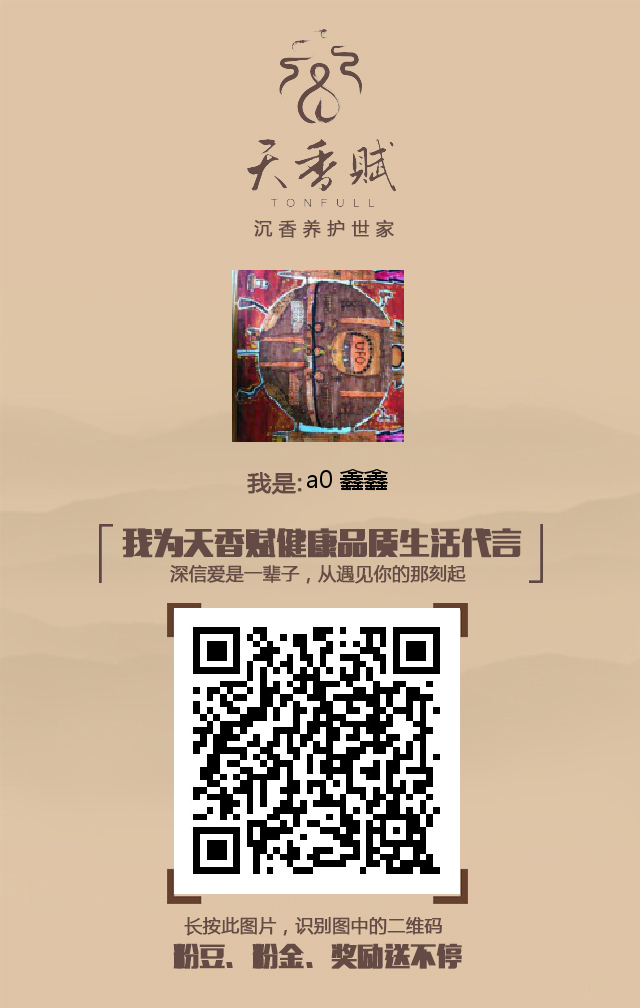 天香赋
TONFULL
沉香养护世家
UFO
我是:a0 鑫鑫
我为天香赋健康品质生活代言
深信爱是一辈子，从遇见你的那刻起
长按此图片，识别图中的二维码
粉豆、粉金、奖励送不停